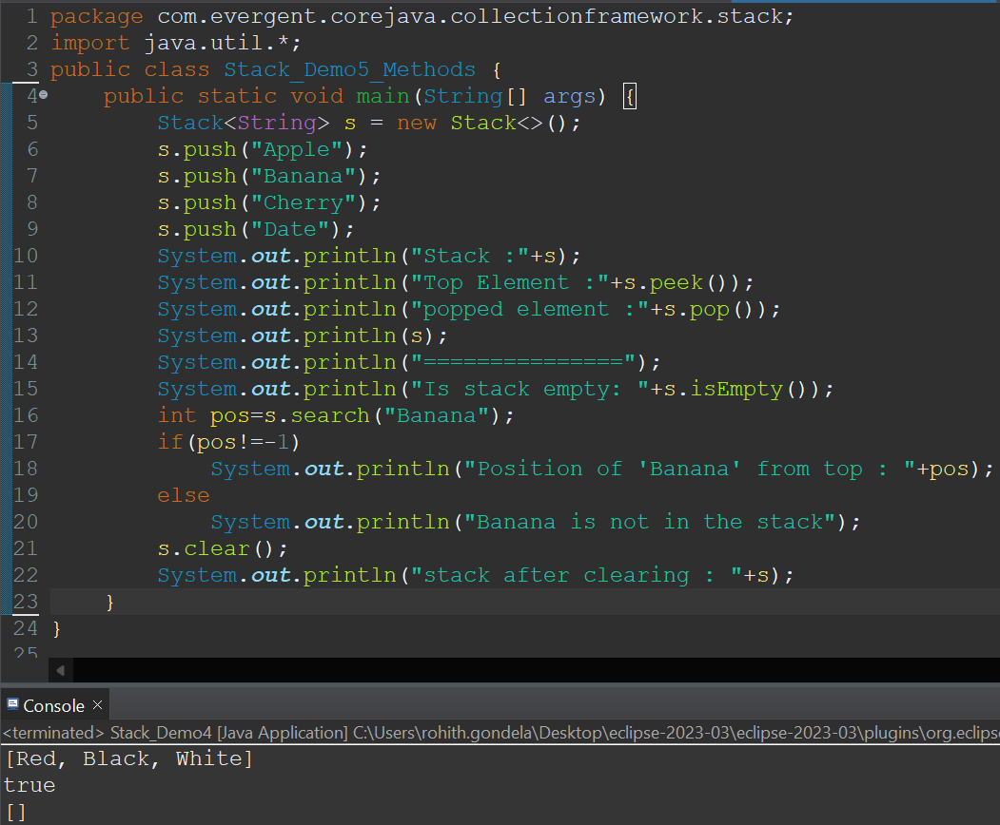 1 package com.evergent.corejava.collectionframework.stack;
2 import java.util.*;
3 public class Stack_Demo5_Methods {
4     public static void main(String[] args) {
5         Stack<String> s = new Stack<>();
6         s.push("Apple");
7         s.push("Banana");
8         s.push("Cherry");
9         s.push("Date");
10         System.out.println("Stack :"+s);
11         System.out.println("Top Element :"+s.peek());
12         System.out.println("popped element :"+s.pop());
13         System.out.println(s);
14         System.out.println("===============");
15         System.out.println("Is stack empty: "+s.isEmpty());
16         int pos=s.search("Banana");
17         if(pos!=-1)
18             System.out.println("Position of 'Banana' from top : "+pos);
19         else
20             System.out.println("Banana is not in the stack");
21         s.clear();
22         System.out.println("stack after clearing : "+s);
23     }
24 }
25
Console ×
<terminated> Stack_Demo4 [Java Application] C:\Users\rohith.gondela\Desktop\eclipse-2023-03\eclipse-2023-03\plugins\org.eclipse
[Red, Black, White]
true
[]